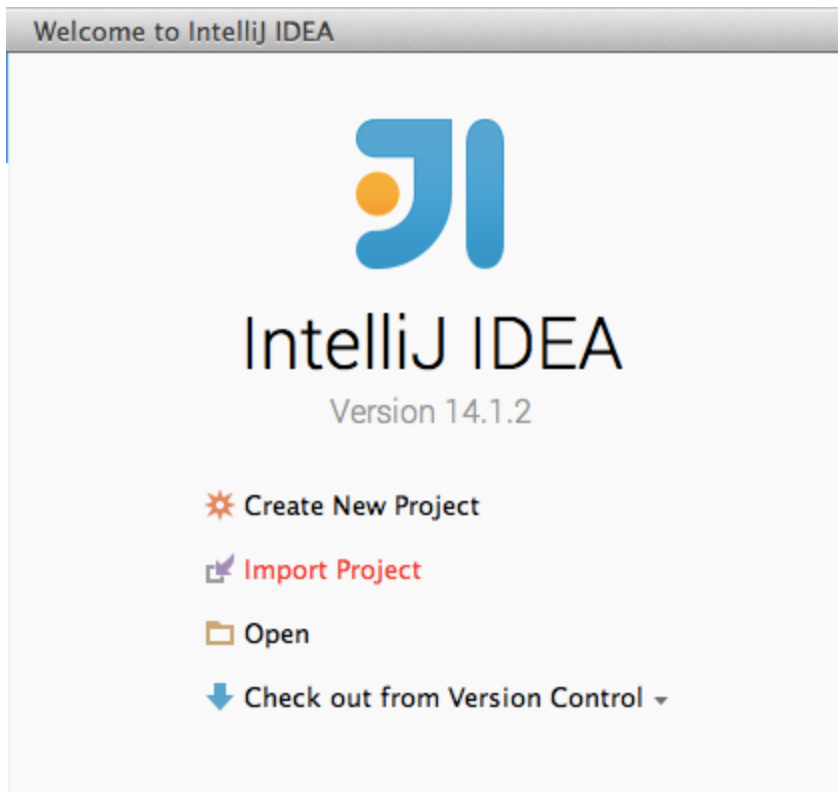 Welcome to IntelliJ IDEA
IntelliJ IDEA
Version 14.1.2
Create New Project
Import Project
Open
Check out from Version Control